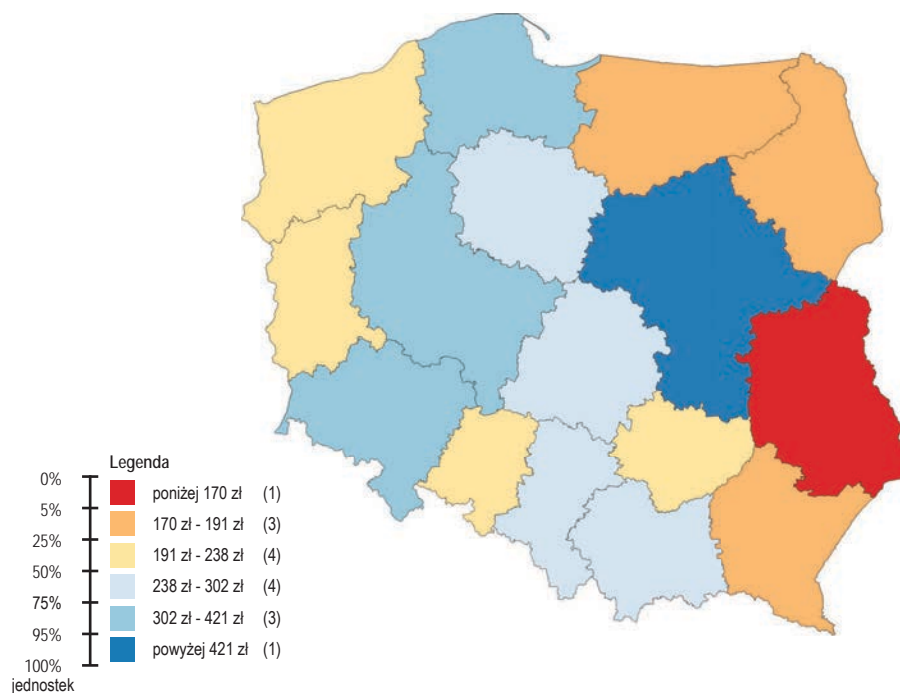 Legenda
0%
poniżej 170 zł (1)
5%
170 zł - 191 zł (3)
25%
191 zł - 238 zł (4)
50%
238 zł - 302 zł (4)
75%
302 zł - 421 zł (3)
95%
powyżej 421 zł (1)
100%
jednostek